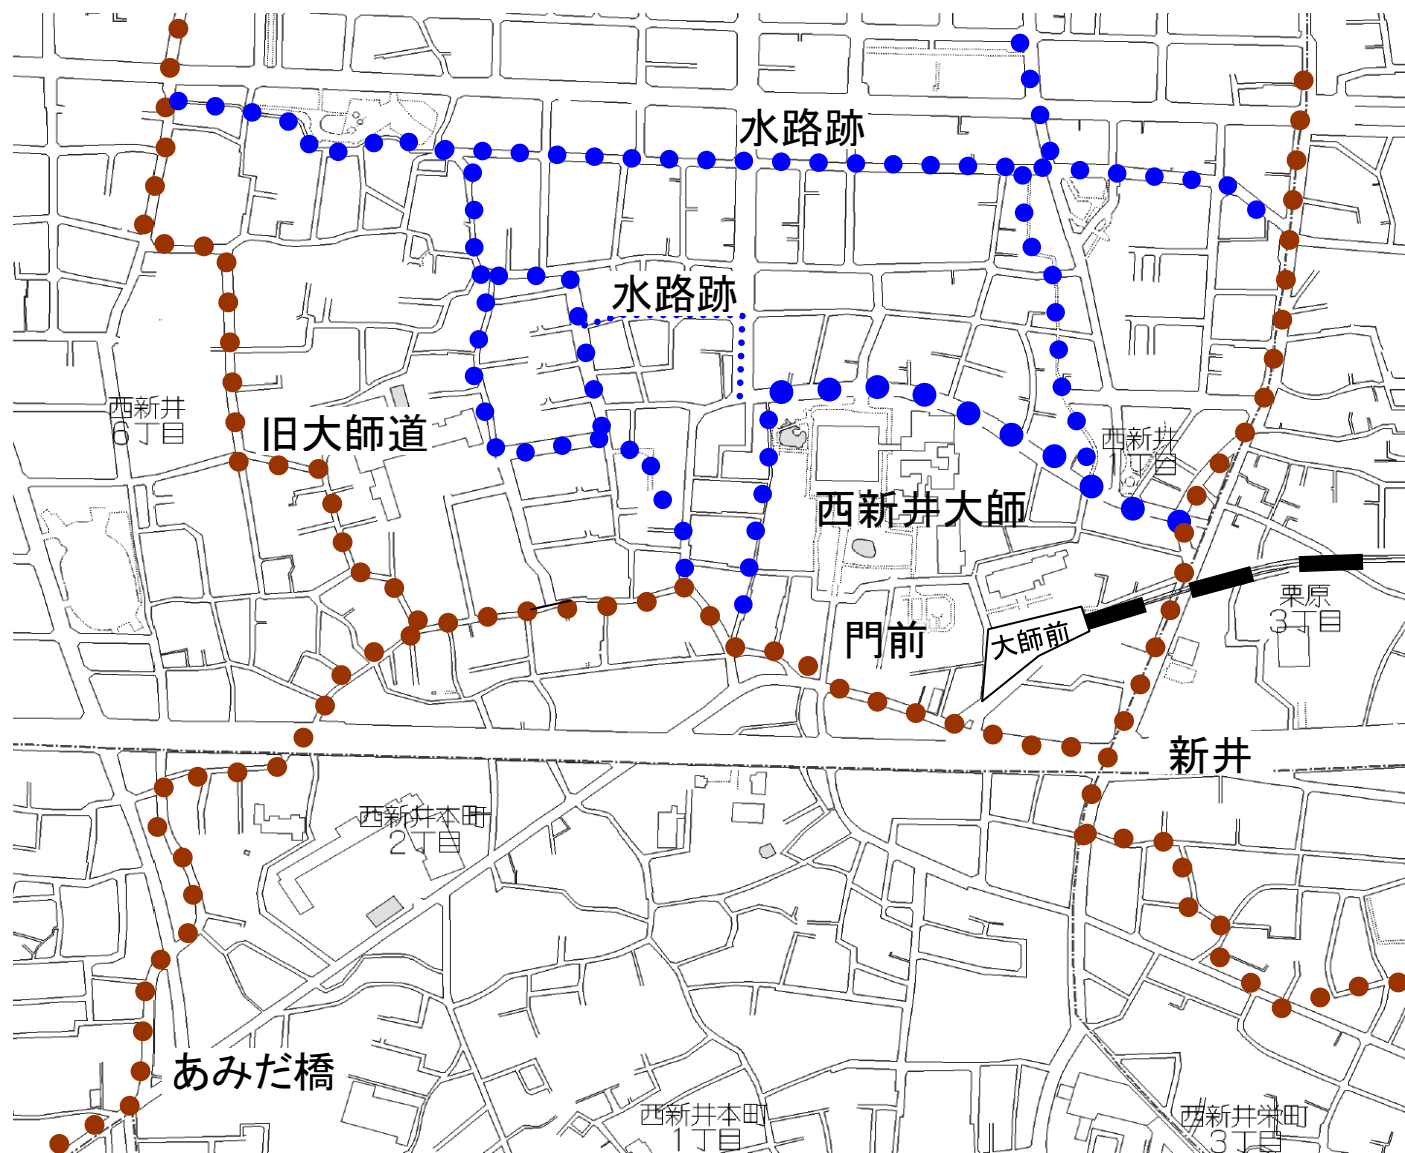 水路跡
水路跡
西新井
6丁目
旧大師道
西新井
1丁目
西新井大師
栗原
3丁目
大師前
門前
新井
西新井本町
2丁目
あみだ橋
西新井本町
1丁目
西新井栄町
3丁目